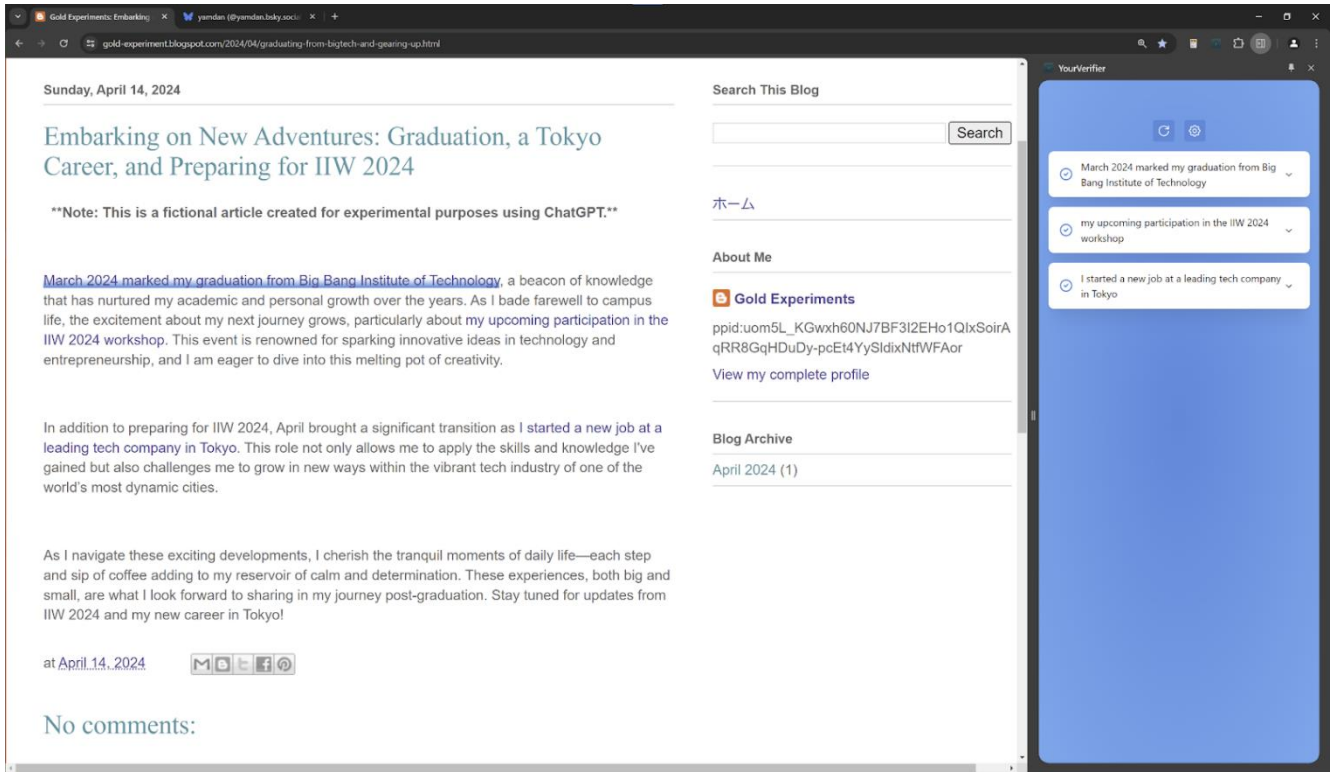 Gold Experiments: Embarking
yamdan (@yamdan.bsky.socia
gold-experiment.blogspot.com/2024/04/graduating-from-bigtech-and-gearing-up.html
Sunday, April 14, 2024
Embarking on New Adventures: Graduation, a Tokyo
Career, and Preparing for IIW 2024
**Note: This is a fictional article created for experimental purposes using ChatGPT.**
March 2024 marked my graduation from Big Bang Institute of Technology, a beacon of knowledge
that has nurtured my academic and personal growth over the years. As I bade farewell to campus
life, the excitement about my next journey grows, particularly about my upcoming participation in the
IIW 2024 workshop. This event is renowned for sparking innovative ideas in technology and
entrepreneurship, and I am eager to dive into this melting pot of creativity.
In addition to preparing for IIW 2024, April brought a significant transition as I started a new job at a
leading tech company in Tokyo. This role not only allows me to apply the skills and knowledge I've
gained but also challenges me to grow in new ways within the vibrant tech industry of one of the
world's most dynamic cities.
As I navigate these exciting developments, I cherish the tranquil moments of daily life—each step
and sip of coffee adding to my reservoir of calm and determination. These experiences, both big and
small, are what I look forward to sharing in my journey post-graduation. Stay tuned for updates from
IIW 2024 and my new career in Tokyo!
at April 14, 2024
No comments:
Search This Blog
Search
ホーム
About Me
Gold Experiments
ppid:uom5L_KGwxh60NJ7BF3I2EHo1QIxSoirA
qRR8GqHDuDy-pcEt4YySIdixNtfWFAor
View my complete profile
Blog Archive
April 2024 (1)
YourVerifier
March 2024 marked my graduation from Big
Bang Institute of Technology
my upcoming participation in the IIW 2024
workshop
I started a new job at a leading tech company
in Tokyo